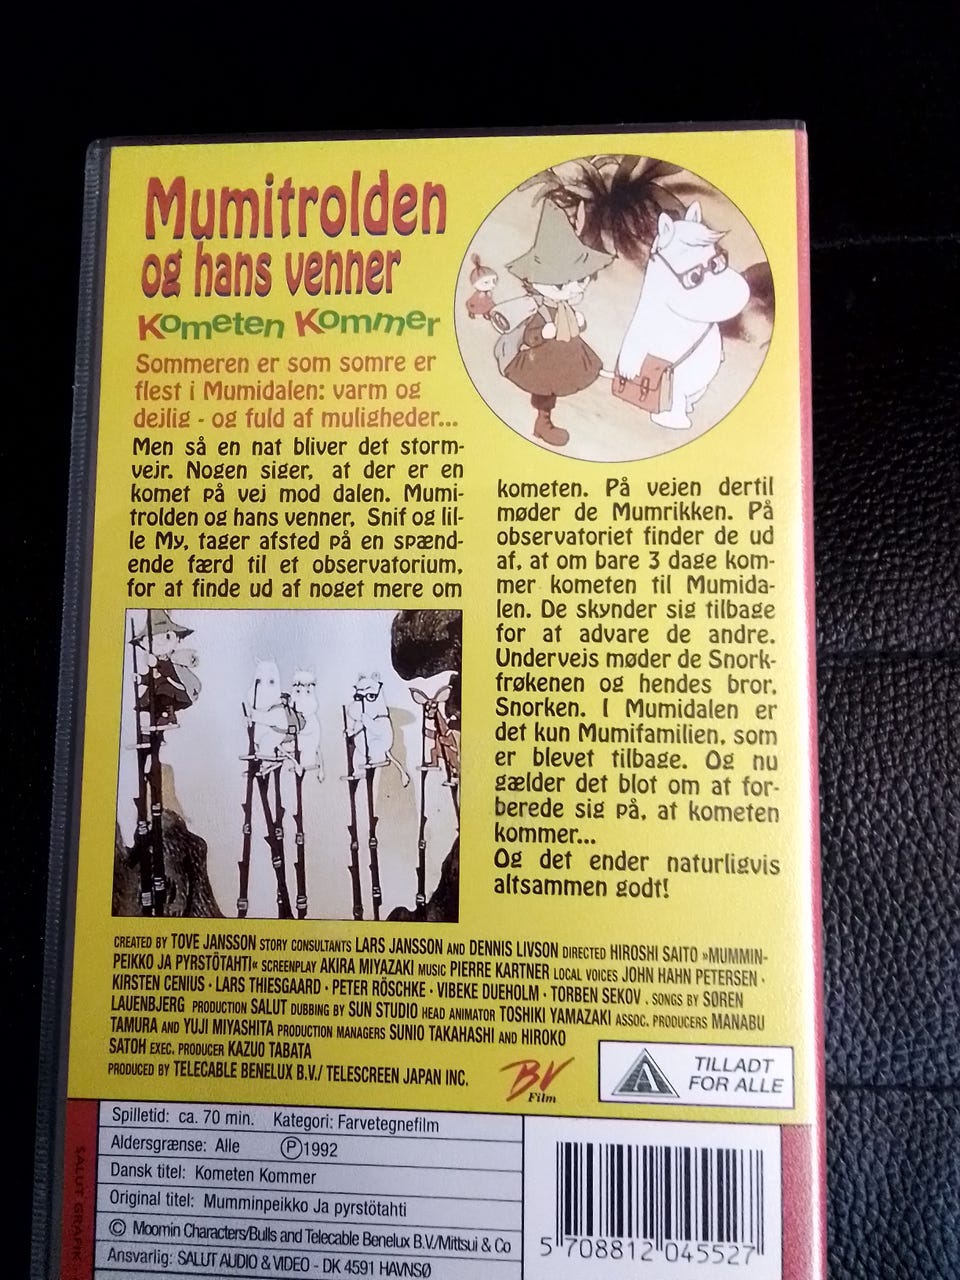 Mumitrolden
og hans venner
Kometen Kommer
Sommeren er som somre er
flest i Mumidalen: varm og
dejlig - og fuld af muligheder...
Men så en nat bliver det storm-
vejr. Nogen siger, at der er en
komet på vej mod dalen. Mumi-
trolden og hans venner, Snif og lil-
le My, tager afsted på en spænd-
ende færd til et observatorium,
for at finde ud af noget mere om
kometen. På vejen dertil
møder de Mumrikken. På
observatoriet finder de ud
af, at om bare 3 dage kom-
mer kometen til Mumida-
len. De skynder sig tilbage
for at advare de andre.
Undervejs møder de Snork-
frøkenen og hendes bror,
Snorken. I Mumidalen er
det kun Mumifamilien, som
er blevet tilbage. Og nu
gælder det blot om at for-
berede sig på, at kometen
kommer...
Og det ender naturligvis
altsammen godt!
CREATED BY TOVE JANSSON STORY CONSULTANTS LARS JANSSON AND DENNIS LIVSON DIRECTED HIROSHI SAITO »MUMMIN-
PEIKKO JA PYRSTÖTAHTI« SCREENPLAY AKIRA MIYAZAKI MUSIC PIERRE KARTNER LOCAL VOICES JOHN HAHN PETERSEN ·
KIRSTEN CENIUS · LARS THIESGAARD · PETER RÖSCHKE · VIBEKE DUEHOLM · TORBEN SEKOV . SONGS BY SØREN
LAUENBJERG PRODUCTION SALUT DUBBING BY SUN STUDIO HEAD ANIMATOR TOSHIKI YAMAZAKI ASSOC. PRODUCERS MANABU
TAMURA AND YUJI MIYASHITA PRODUCTION MANAGERS SUNIO TAKAHASHI AND HIROKO
SATOH EXEC. PRODUCER KAZUO TABATA
PRODUCED BY TELECABLE BENELUX B.V./ TELESCREEN JAPAN INC.
BV
Film
A
TILLADT
FOR ALLE
Spilletid: ca. 70 min. Kategori: Farvetegnefilm
Aldersgrænse: Alle Ⓟ1992
Dansk titel: Kometen Kommer
Original titel: Mumminpeikko Ja pyrstötahti
© Moomin Characters/Bulls and Telecable Benelux B.V./Mittsui & Co
Ansvarlig: SALUT AUDIO & VIDEO - DK 4591 HAVNSØ
5 708812 045527
SALUT GRAFIK